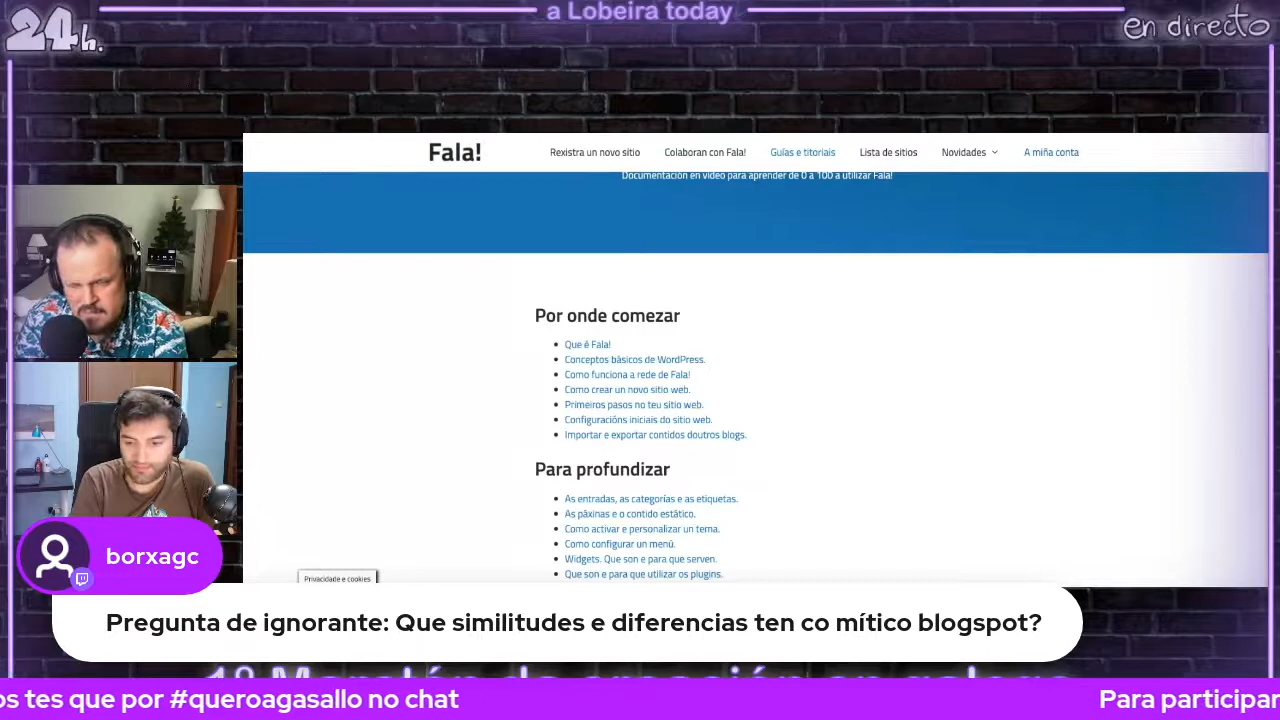 24h.
a Lobeira today
en directo
Fala!
Rexistra un novo sitio
Colaboran con Fala!
Guías e titoriais
Lista de sitios
Novidades
A miña conta
Documentación en vídeo para aprender de 0 a 100 a utilizar Fala!
Por onde comezar
Que é Fala!
Conceptos básicos de WordPress.
Como funciona a rede de Fala!
Como crear un novo sitio web.
Primeiros pasos no teu sitio web.
Configuracións iniciais do sitio web.
Importar e exportar contidos doutros blogs.
Para profundizar
As entradas, as categorías e as etiquetas.
As páxinas e o contido estático.
Como activar e personalizar un tema.
Como configurar un menú.
Widgets. Que son e para que serven.
Que son e para que utilizar os plugins.
Privacidade e cookies
borxagc
Pregunta de ignorante: Que similitudes e diferencias ten co mítico blogspot?
os tes que por #queroagasallo no chat
Para participar